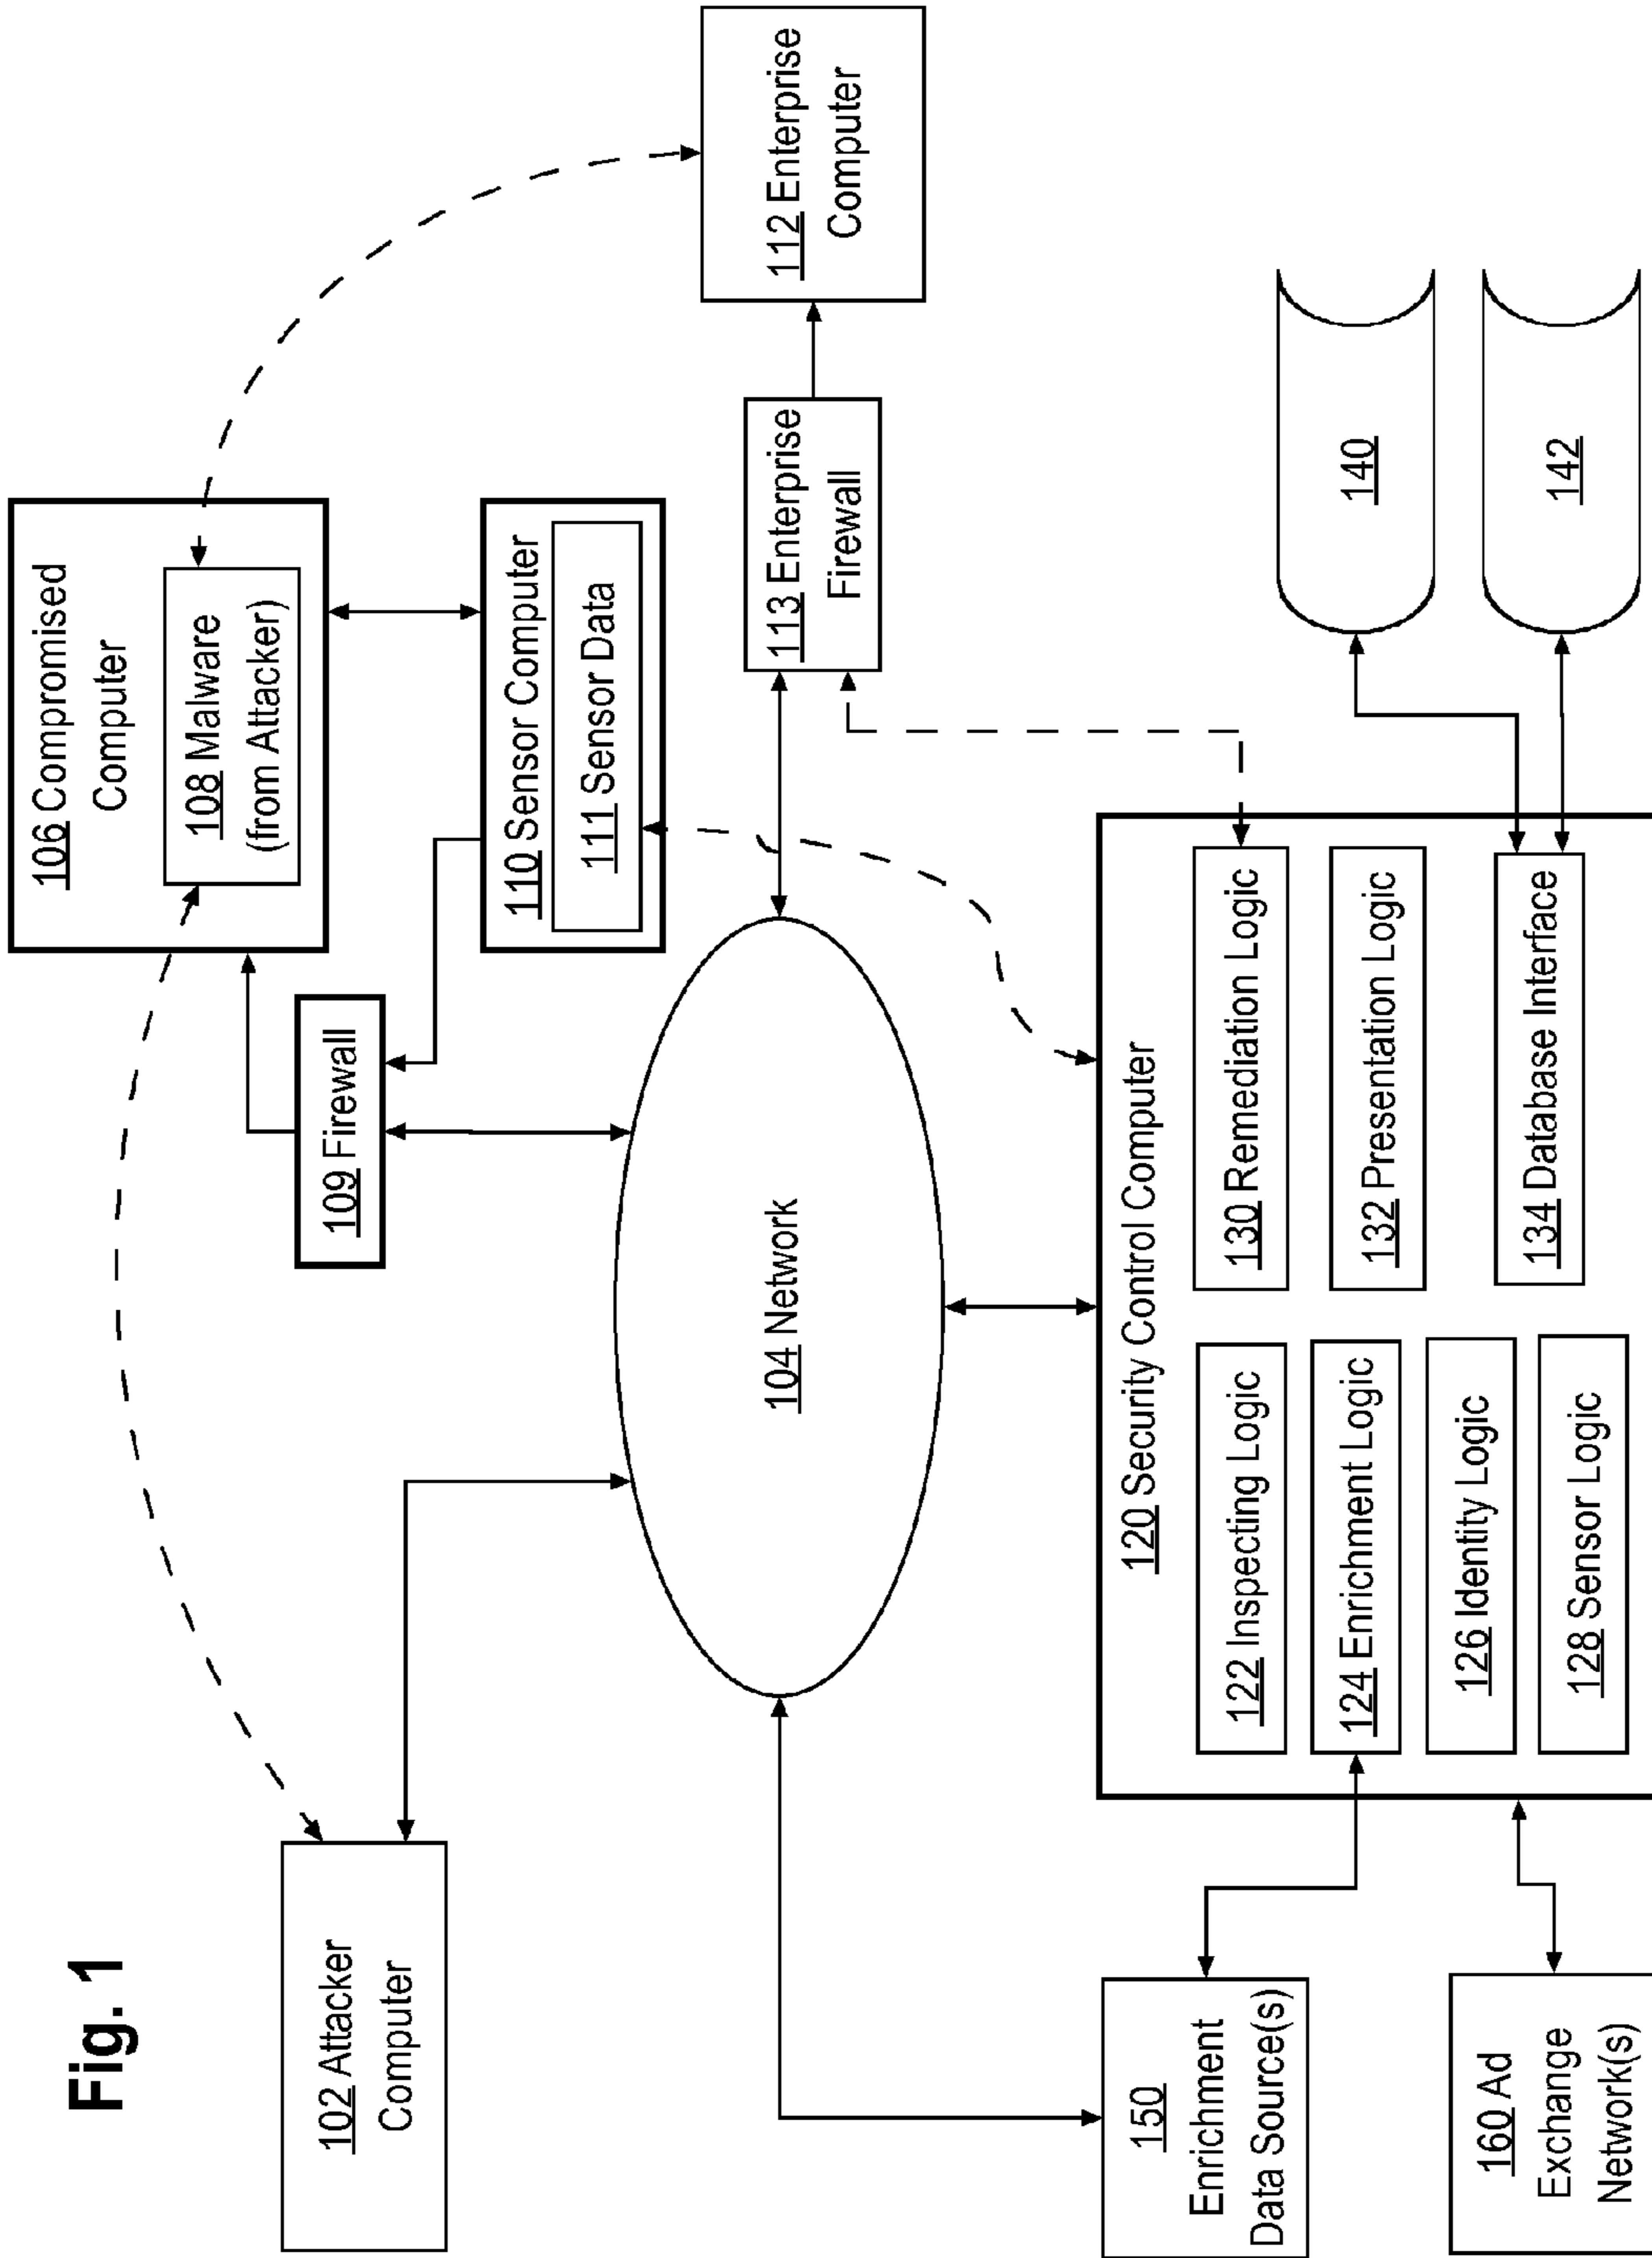 Fig. 1
102 Attacker
Computer
106 Compromised
Computer
108 Malware
(from Attacker)
109 Firewall
110 Sensor Computer
111 Sensor Data
104 Network
113 Enterprise
Firewall
112 Enterprise
Computer
120 Security Control Computer
122 Inspecting Logic
124 Enrichment Logic
126 Identity Logic
128 Sensor Logic
130 Remediation Logic
132 Presentation Logic
134 Database Interface
140
142
150
Enrichment
Data Source(s)
160 Ad
Exchange
Network(s)